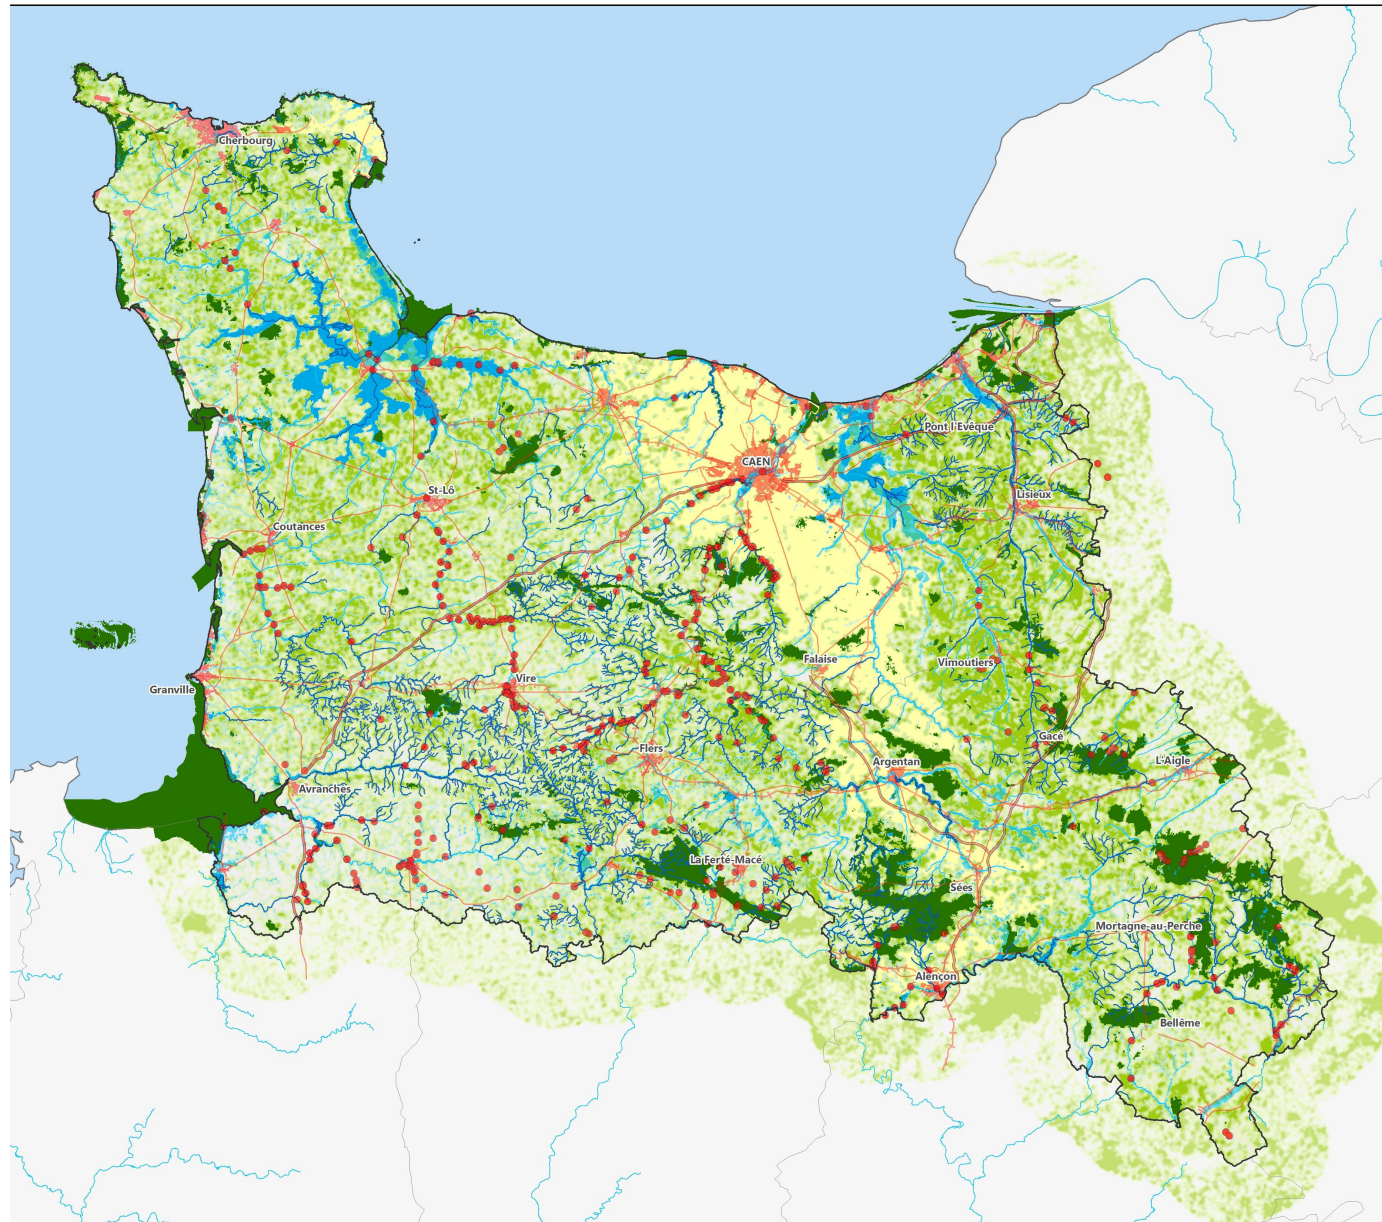 Cherbourg
Pont l'Evêque
CAEN
St-Lô
Lisieux
Coutances
Falaise
Vimoutiers
Granville
Vire
Gacé
Flers
L'Aigle
Argentan
Avranches
La Ferté-Macé
Sées
Mortagne-au-Perche
Alençon
Bellême